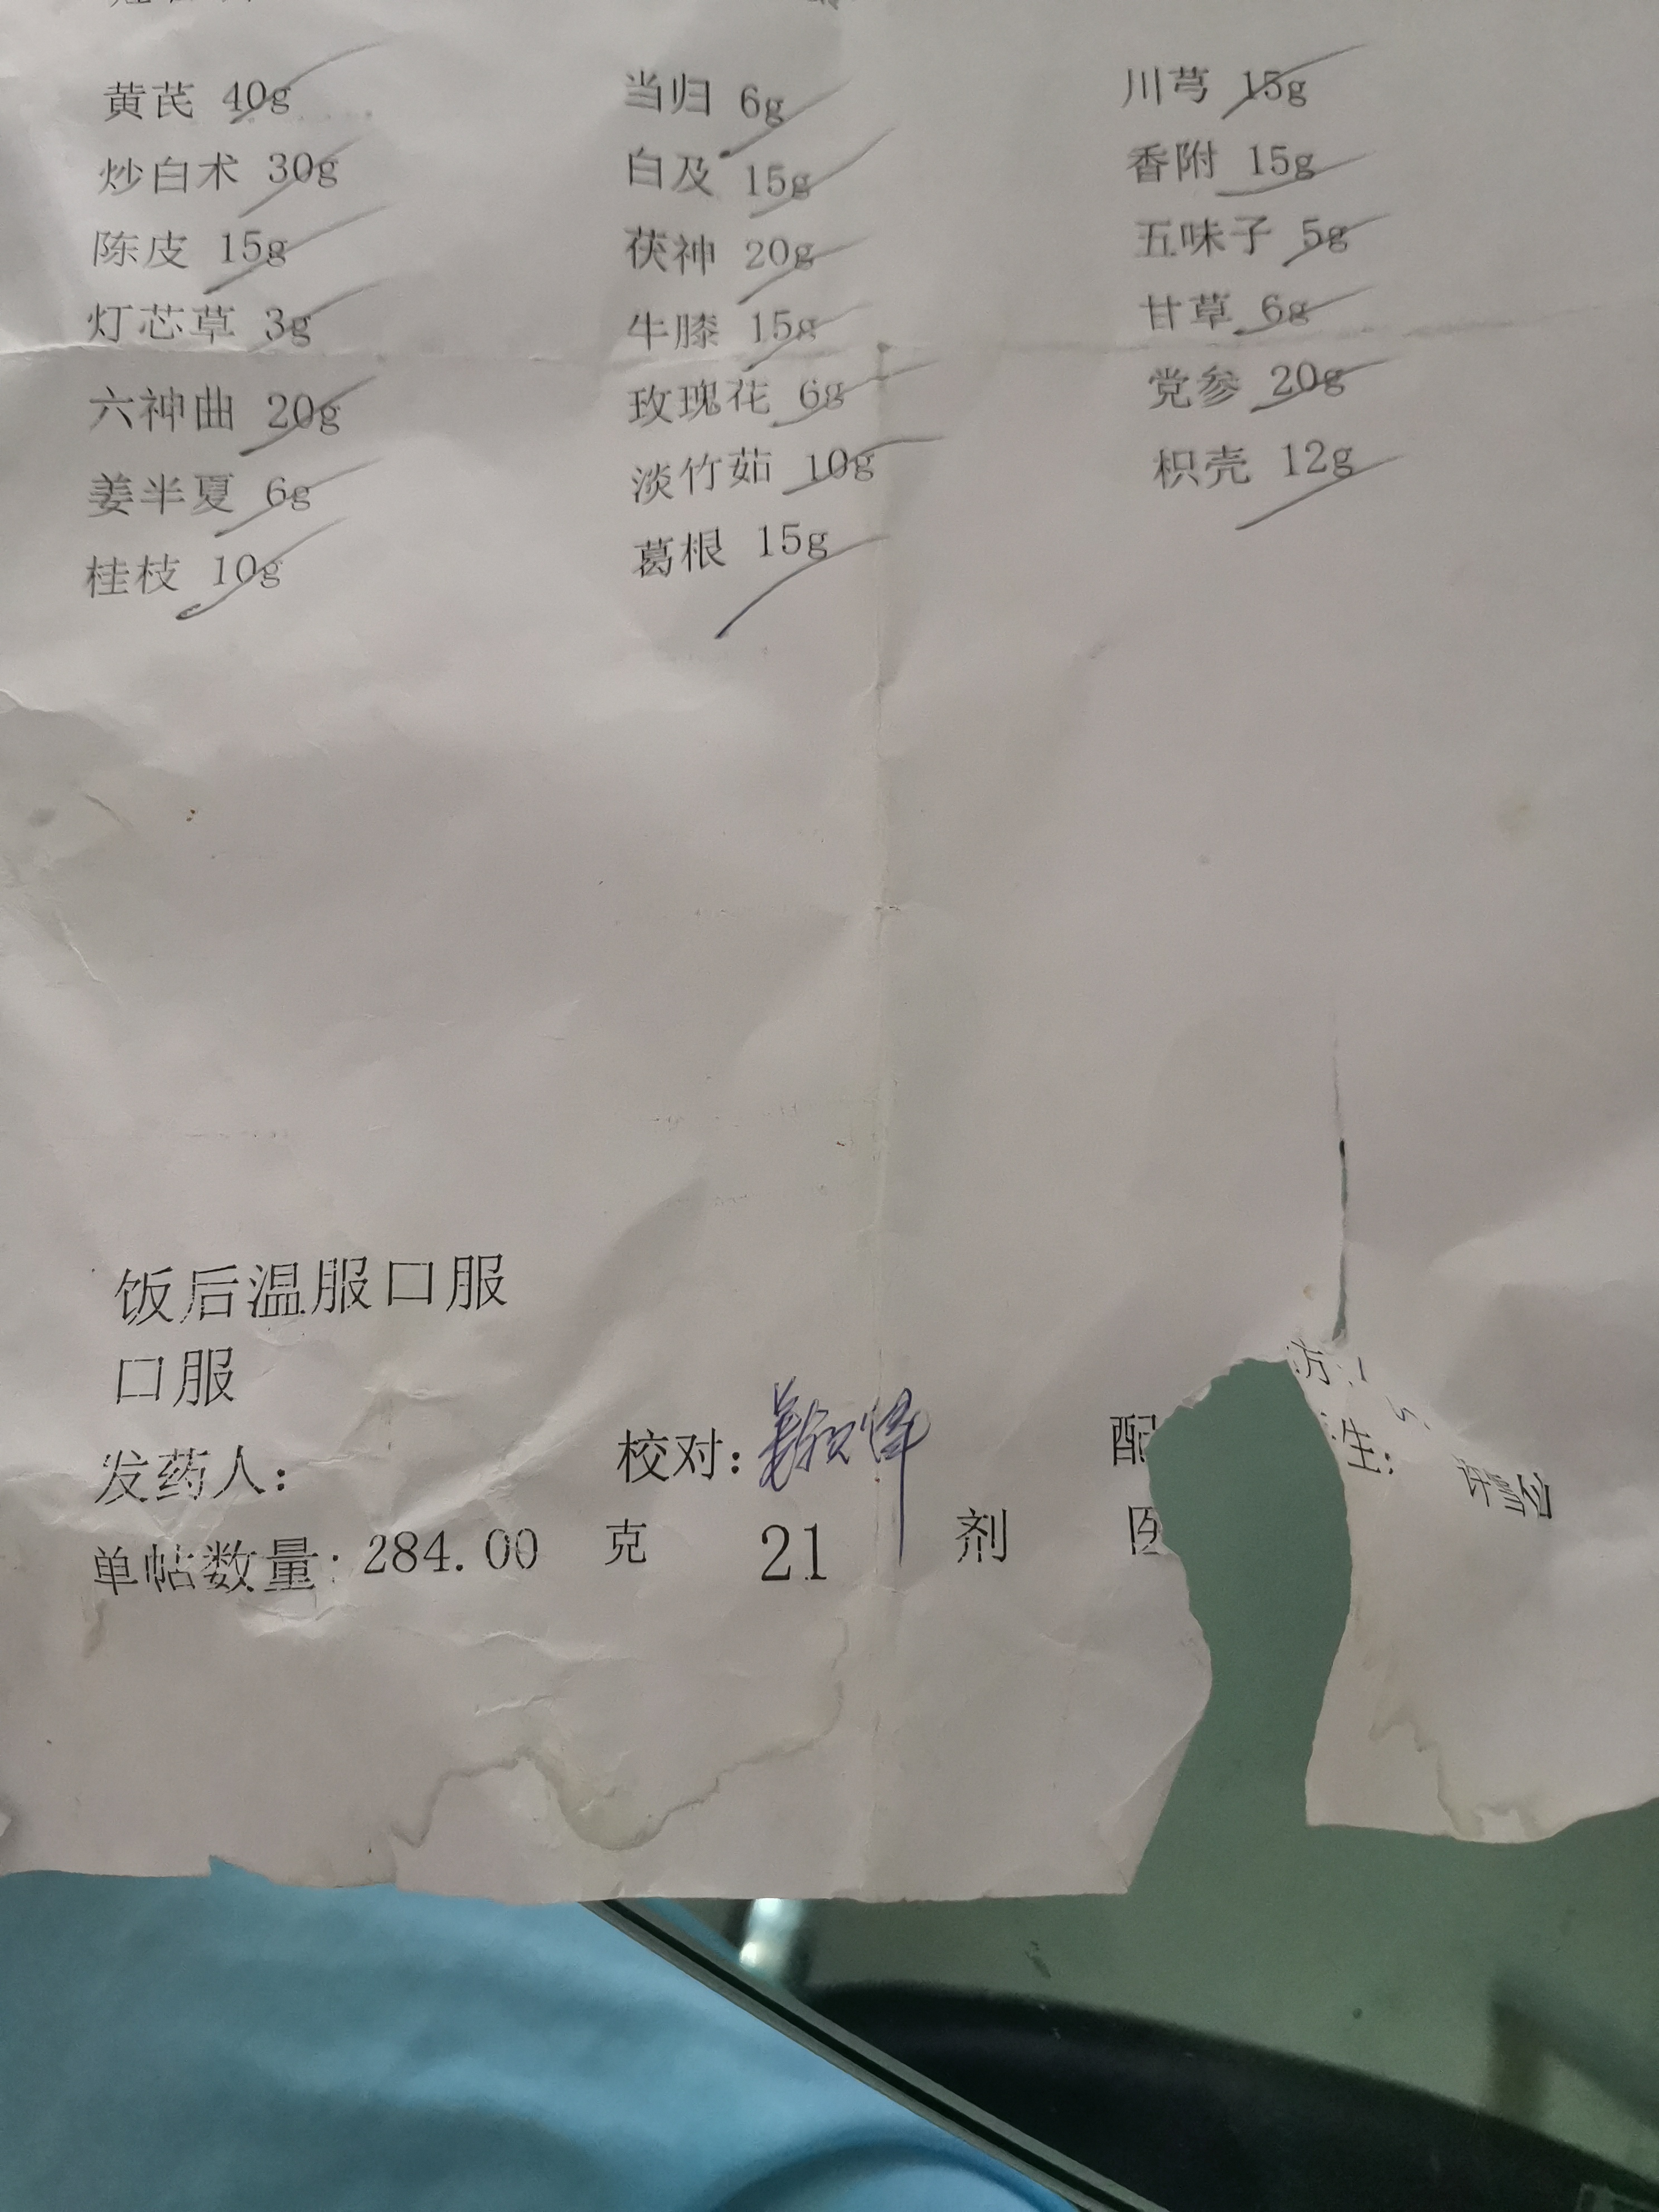 黄芪 40g 当归 6g 川芎 15g
炒白术 30g 白及 15g 香附 15g
陈皮 15g 茯神 20g 五味子 5g
灯芯草 3g 牛膝 15g 甘草 6g
六神曲 20g 玫瑰花 6g 党参 20g
姜半夏 6g 淡竹茹 10g 枳壳 12g
桂枝 10g 葛根 15g
饭后温服口服
口服
方:
发药人: 校对: 配 生:
单帖数量: 284.00 克 21 剂 医